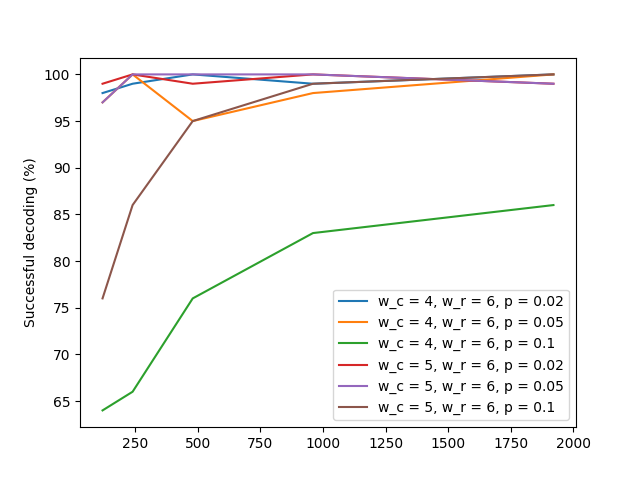 100
95
90
85
80
75
70
65
Successful decoding (%)
w_c = 4, w_r = 6, p = 0.02
w_c = 4, w_r = 6, p = 0.05
w_c = 4, w_r = 6, p = 0.1
w_c = 5, w_r = 6, p = 0.02
w_c = 5, w_r = 6, p = 0.05
w_c = 5, w_r = 6, p = 0.1
250 500 750 1000 1250 1500 1750 2000